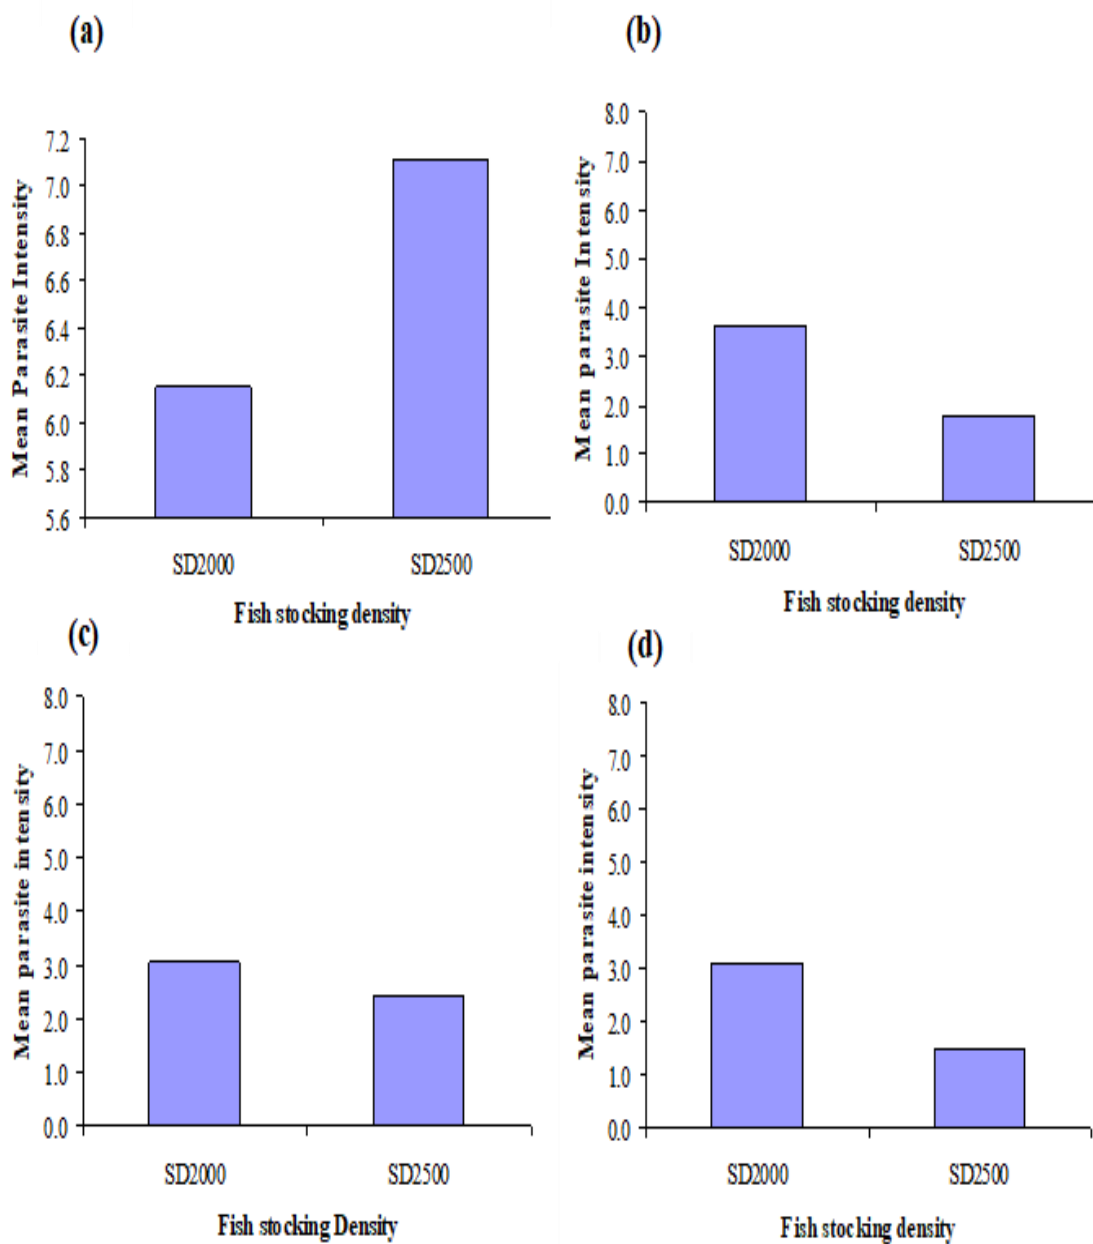 (a)
Mean Parasite Intensity
7.2
7.0
6.8
6.6
6.4
6.2
6.0
5.8
5.6
SD2000 SD2500
Fish stocking density
(b)
Mean parasite Intensity
8.0
7.0
6.0
5.0
4.0
3.0
2.0
1.0
0.0
SD2000 SD2500
Fish stocking density
(c)
Mean parasite intensity
8.0
7.0
6.0
5.0
4.0
3.0
2.0
1.0
0.0
SD2000 SD2500
Fish stocking Density
(d)
Mean parasite intensity
8.0
7.0
6.0
5.0
4.0
3.0
2.0
1.0
0.0
SD2000 SD2500
Fish stocking density